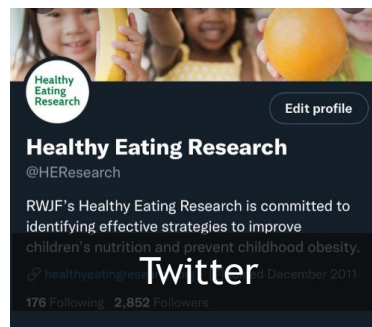 Healthy
Eating
Research
Edit profile
Healthy Eating Research
@HEResearch
RWJF's Healthy Eating Research is committed to
identifying effective strategies to improve
children's nutrition and prevent childhood obesity.
Twitter
December 2011
176 Following 2,852 Followers